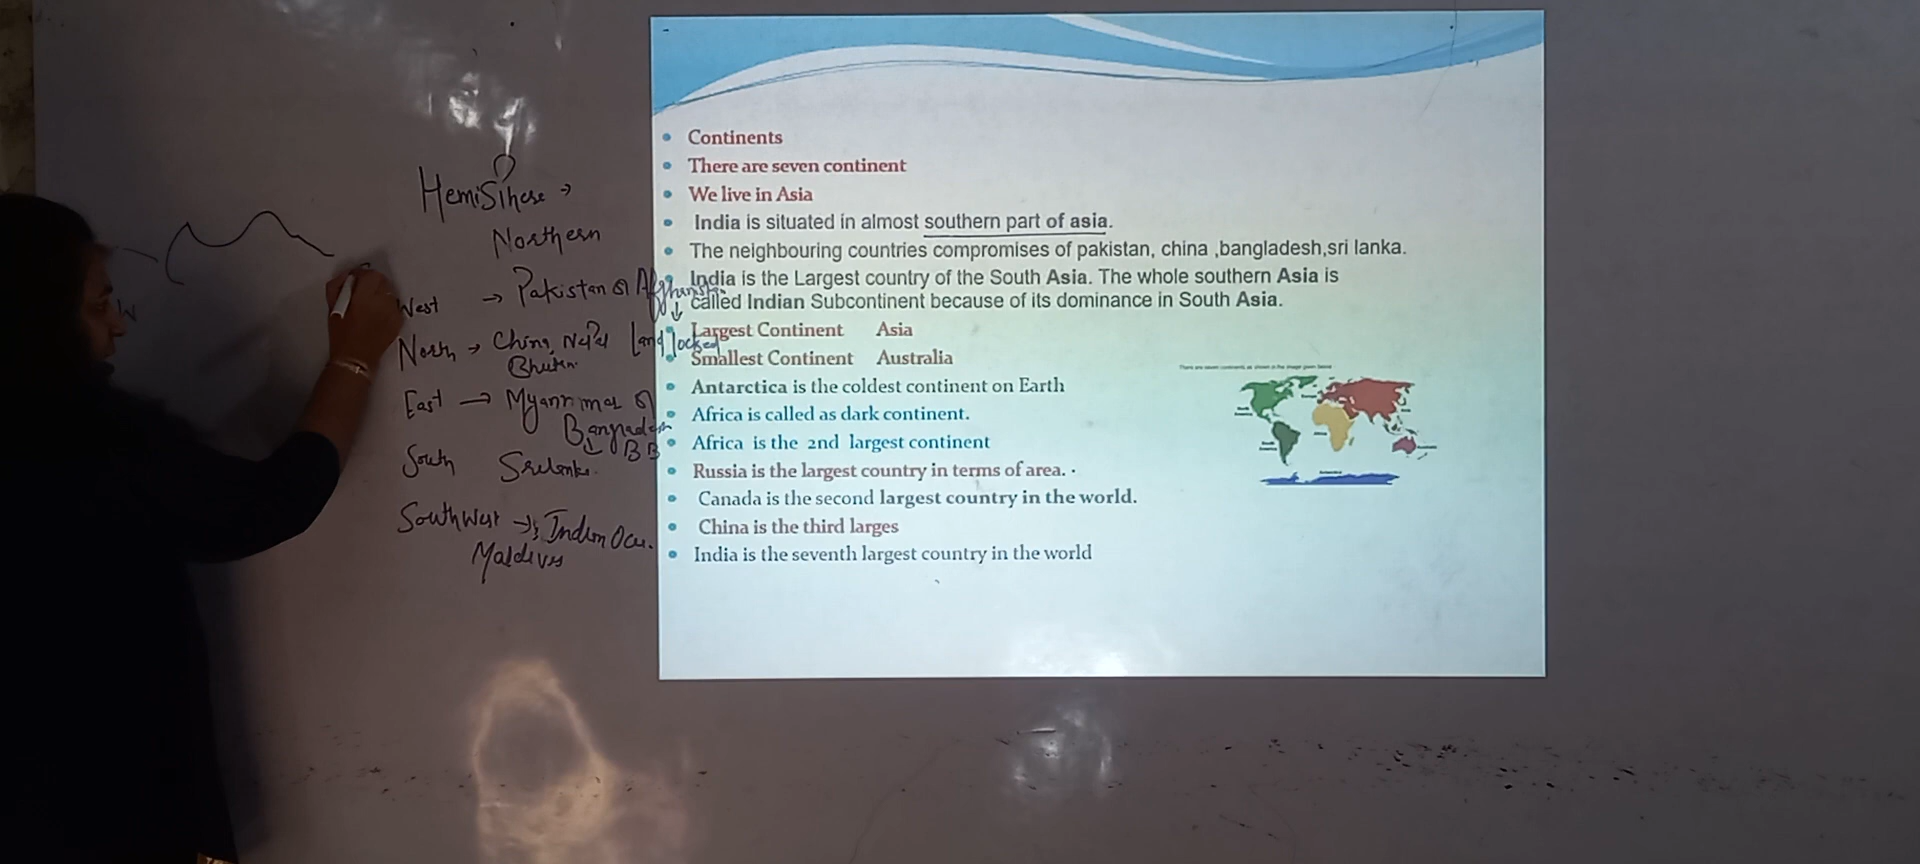 Continents
There are seven continent
We live in Asia
India is situated in almost southern part of asia.
The neighbouring countries compromises of pakistan, china ,bangladesh,sri lanka.
India is the Largest country of the South Asia. The whole southern Asia is
called Indian Subcontinent because of its dominance in South Asia.
Largest Continent Asia
Smallest Continent Australia
Antarctica is the coldest continent on Earth
Africa is called as dark continent.
Africa is the 2nd largest continent
Russia is the largest country in terms of area.
Canada is the second largest country in the world.
China is the third larges
India is the seventh largest country in the world
HemiSihere →
Northern
West → Pakistan
North → China, Nepal Land locked
Bhutan
East → Myanmmar
Bangladesh
BB
South Srilanka.
Southwest → Indian Oce.
Maldives
W